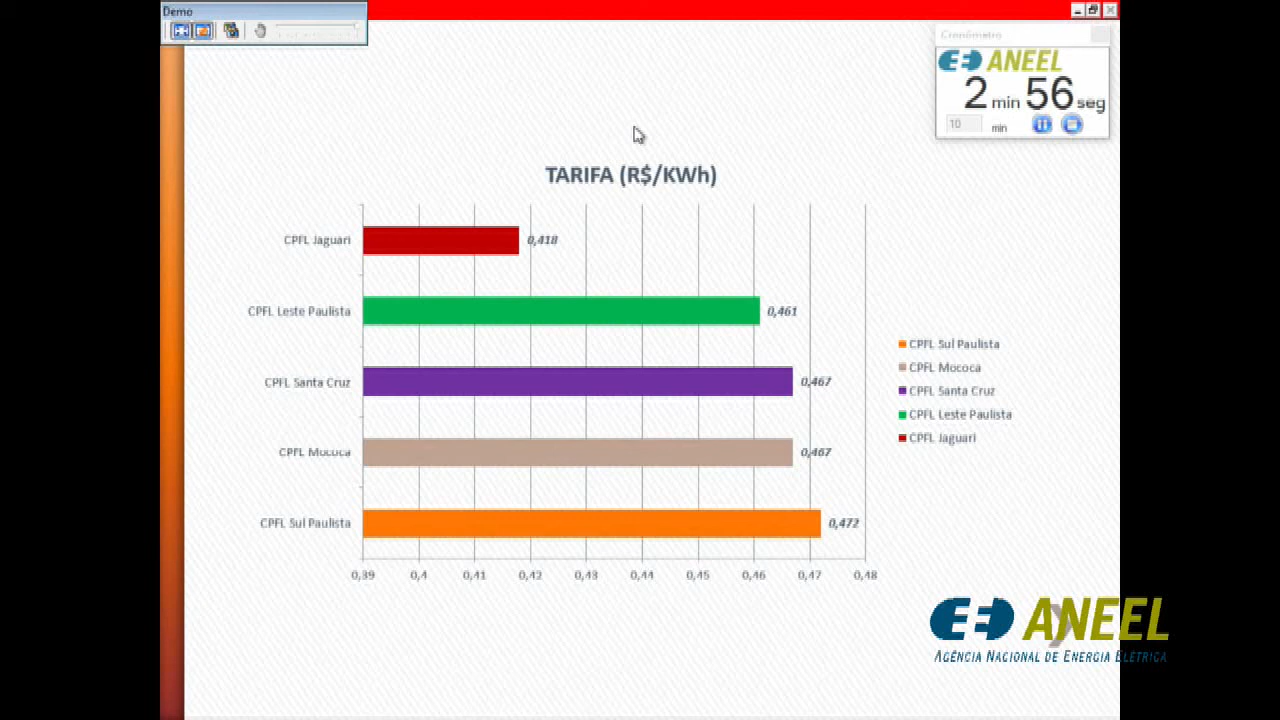 Demo
Cronômetro
ANEEL
2 min 56 seg
10 min
TARIFA (R$/KWh)
CPFL Jaguari 0,418
CPFL Leste Paulista 0,461
CPFL Santa Cruz 0,467
CPFL Mococa 0,467
CPFL Sul Paulista 0,472
0,39 0,4 0,41 0,42 0,43 0,44 0,45 0,46 0,47 0,48
CPFL Sul Paulista
CPFL Mococa
CPFL Santa Cruz
CPFL Leste Paulista
CPFL Jaguari
ANEEL
AGÊNCIA NACIONAL DE ENERGIA ELÉTRICA